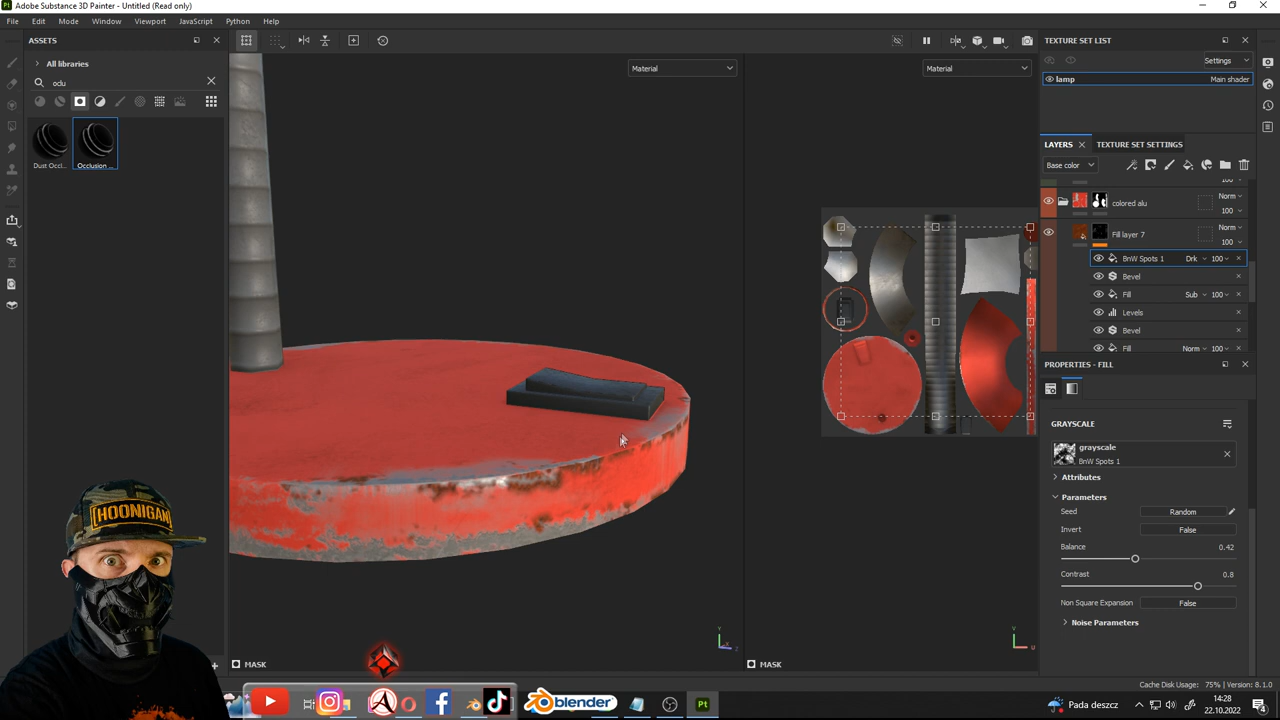 Pt Adobe Substance 3D Painter - Untitled (Read only)
File Edit Mode Window Viewport JavaScript Python Help
ASSETS
All libraries
oclu
Dust Occl...
Occlusion ...
Material
Material
MASK
MASK
Y
Z
Y
U
HOONIGAN
TEXTURE SET LIST
Settings
lamp Main shader
LAYERS TEXTURE SET SETTINGS
Base color
100
colored alu Norm
100
Fill layer 7 Norm
100
BnW Spots 1 Drk 100
Bevel
Fill Sub 100
Levels
Bevel
Fill Norm 100
PROPERTIES - FILL
GRAYSCALE
grayscale
BnW Spots 1
Attributes
Parameters
Seed Random
Invert False
Balance 0.42
Contrast 0.8
Non Square Expansion False
Noise Parameters
Cache Disk Usage: 75% | Version: 8.1.0
blender
Pt
Pada deszcz
14:28
22.10.2022